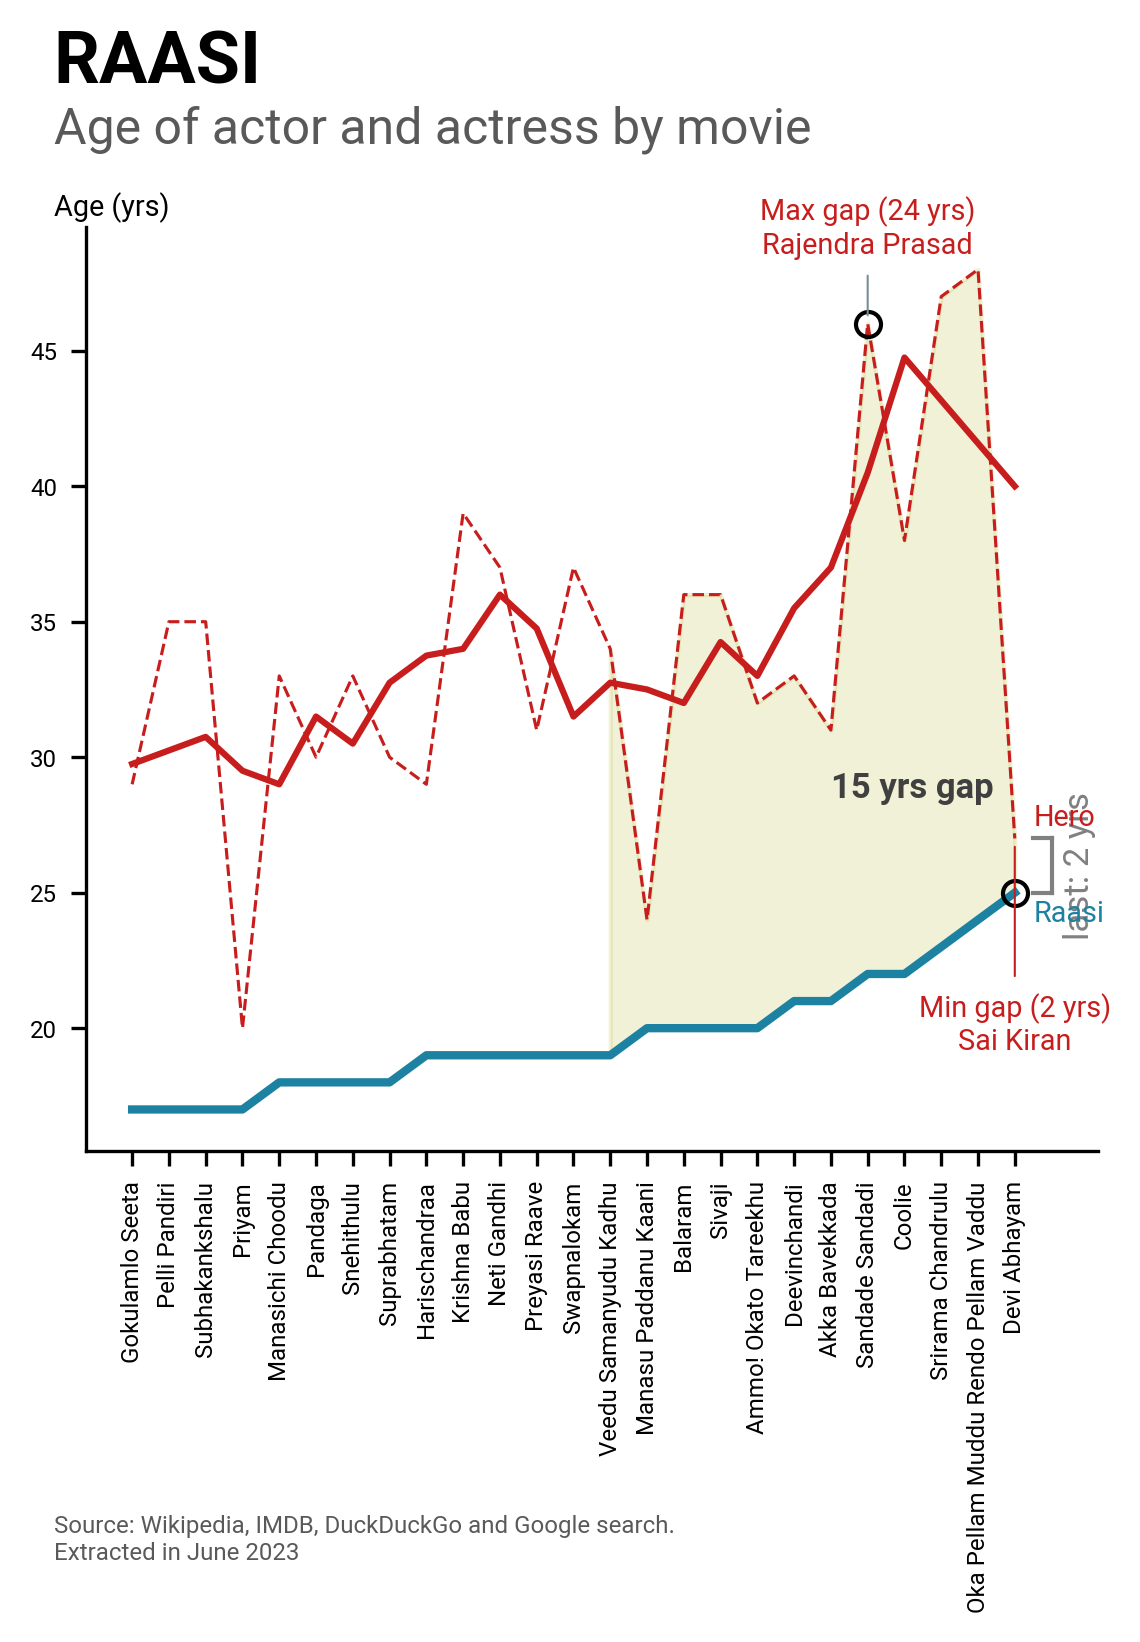 RAASI
Age of actor and actress by movie
Age (yrs)
Max gap (24 yrs)
Rajendra Prasad
45
40
35
30
25
20
15 yrs gap
Hero
last: 2 yrs
Raasi
Min gap (2 yrs)
Sai Kiran
Gokulamlo Seeta
Pelli Pandiri
Subhakankshalu
Priyam
Manasichi Choodu
Pandaga
Snehithulu
Suprabhatam
Harischandraa
Krishna Babu
Neti Gandhi
Preyasi Raave
Swapnalokam
Veedu Samanyudu Kadhu
Manasu Paddanu Kaani
Balaram
Sivaji
Ammo! Okato Tareekhu
Deevinchandi
Akka Bavekkada
Sandade Sandadi
Coolie
Srirama Chandrulu
Oka Pellam Muddu Rendo Pellam Vaddu
Devi Abhayam
Source: Wikipedia, IMDB, DuckDuckGo and Google search.
Extracted in June 2023